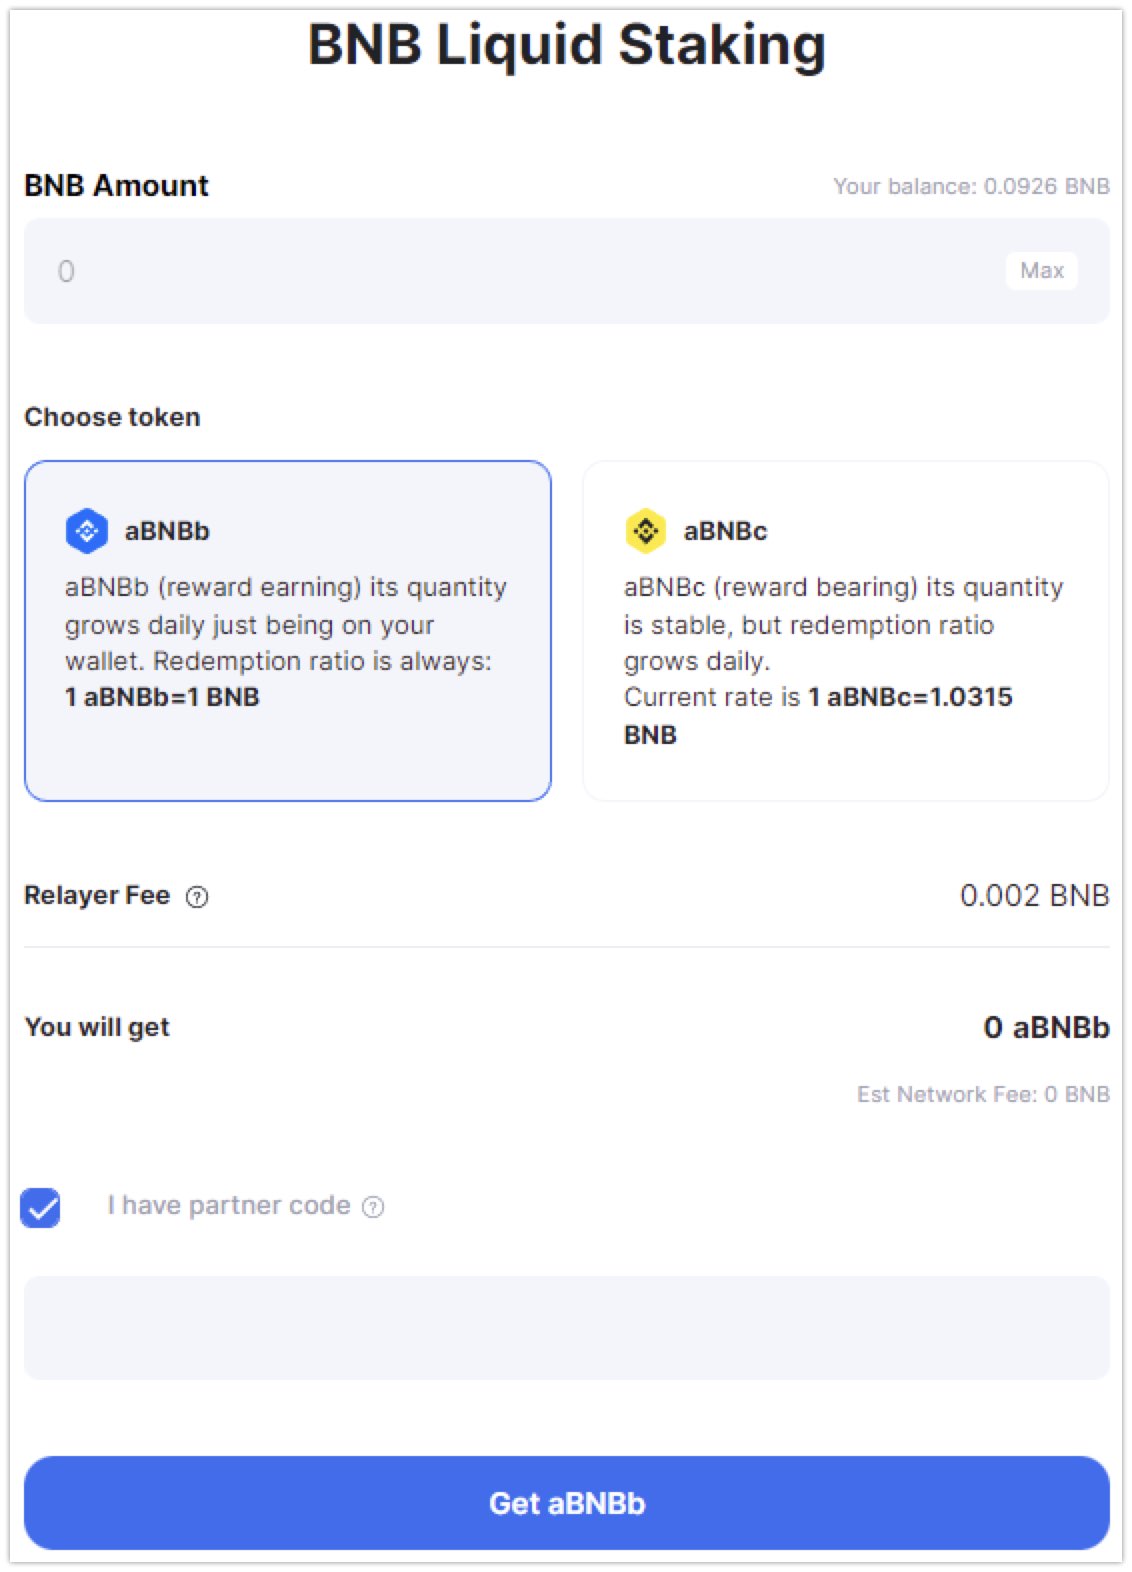 BNB Liquid Staking
BNB Amount
Your balance: 0.0926 BNB
0
Max
Choose token
aBNBb
aBNBb (reward earning) its quantity
grows daily just being on your
wallet. Redemption ratio is always:
1 aBNBb=1 BNB
aBNBc
aBNBc (reward bearing) its quantity
is stable, but redemption ratio
grows daily.
Current rate is 1 aBNBc=1.0315
BNB
Relayer Fee ?
0.002 BNB
You will get
0 aBNBb
Est Network Fee: 0 BNB
I have partner code ?
Get aBNBb